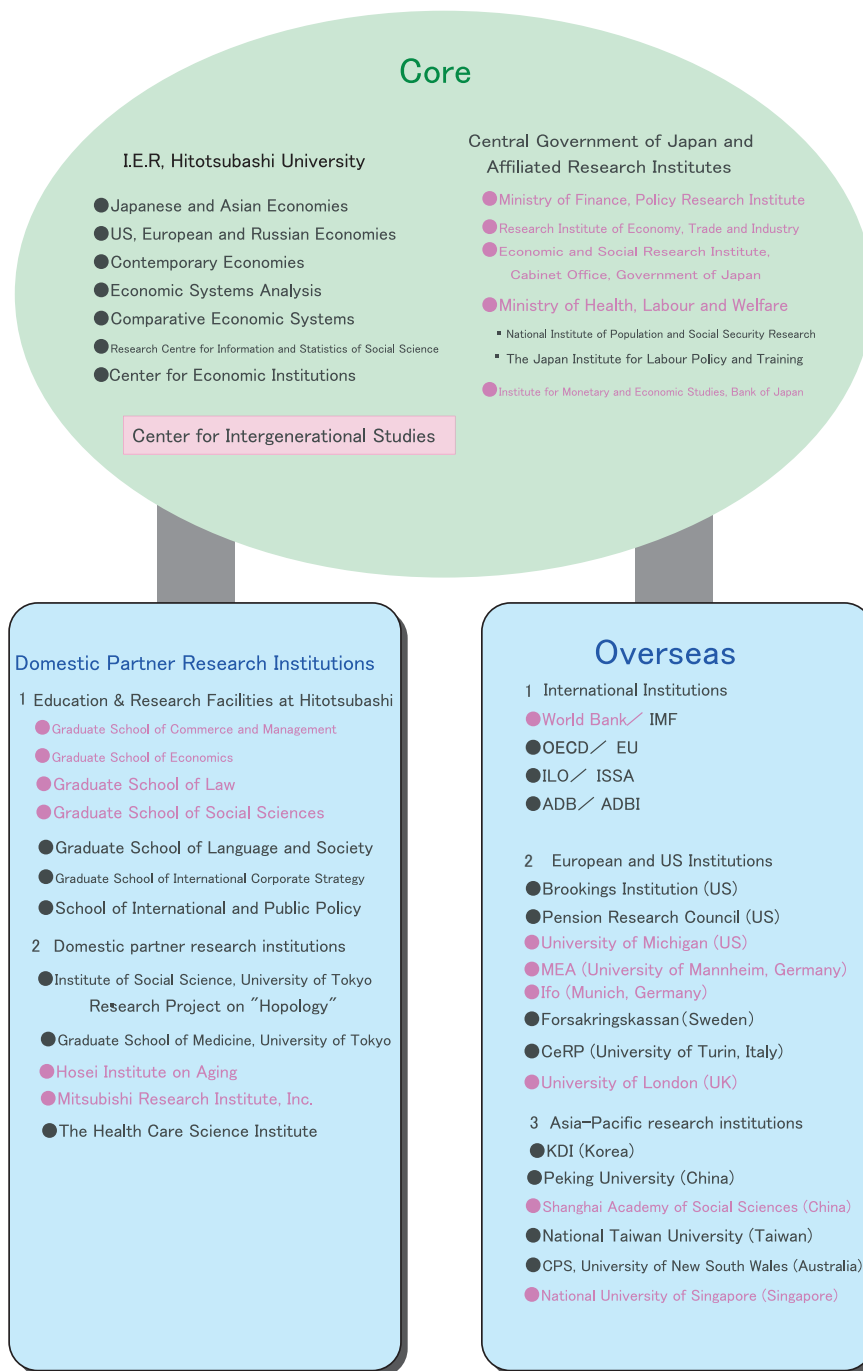 Core
I.E.R, Hitotsubashi University
●Japanese and Asian Economies
●US, European and Russian Economies
●Contemporary Economies
●Economic Systems Analysis
●Comparative Economic Systems
●Research Centre for Information and Statistics of Social Science
●Center for Economic Institutions
Center for Intergenerational Studies
Central Government of Japan and
Affiliated Research Institutes
●Ministry of Finance, Policy Research Institute
●Research Institute of Economy, Trade and Industry
●Economic and Social Research Institute,
Cabinet Office, Government of Japan
●Ministry of Health, Labour and Welfare
▪ National Institute of Population and Social Security Research
▪ The Japan Institute for Labour Policy and Training
●Institute for Monetary and Economic Studies, Bank of Japan
Domestic Partner Research Institutions
1 Education & Research Facilities at Hitotsubashi
●Graduate School of Commerce and Management
●Graduate School of Economics
●Graduate School of Law
●Graduate School of Social Sciences
●Graduate School of Language and Society
●Graduate School of International Corporate Strategy
●School of International and Public Policy
2 Domestic partner research institutions
●Institute of Social Science, University of Tokyo
Research Project on "Hopology"
●Graduate School of Medicine, University of Tokyo
●Hosei Institute on Aging
●Mitsubishi Research Institute, Inc.
●The Health Care Science Institute
Overseas
1 International Institutions
●World Bank／ IMF
●OECD／ EU
●ILO／ ISSA
●ADB／ ADBI
2 European and US Institutions
●Brookings Institution (US)
●Pension Research Council (US)
●University of Michigan (US)
●MEA (University of Mannheim, Germany)
●Ifo (Munich, Germany)
●Forsakringskassan (Sweden)
●CeRP (University of Turin, Italy)
●University of London (UK)
3 Asia-Pacific research institutions
●KDI (Korea)
●Peking University (China)
●Shanghai Academy of Social Sciences (China)
●National Taiwan University (Taiwan)
●CPS, University of New South Wales (Australia)
●National University of Singapore (Singapore)